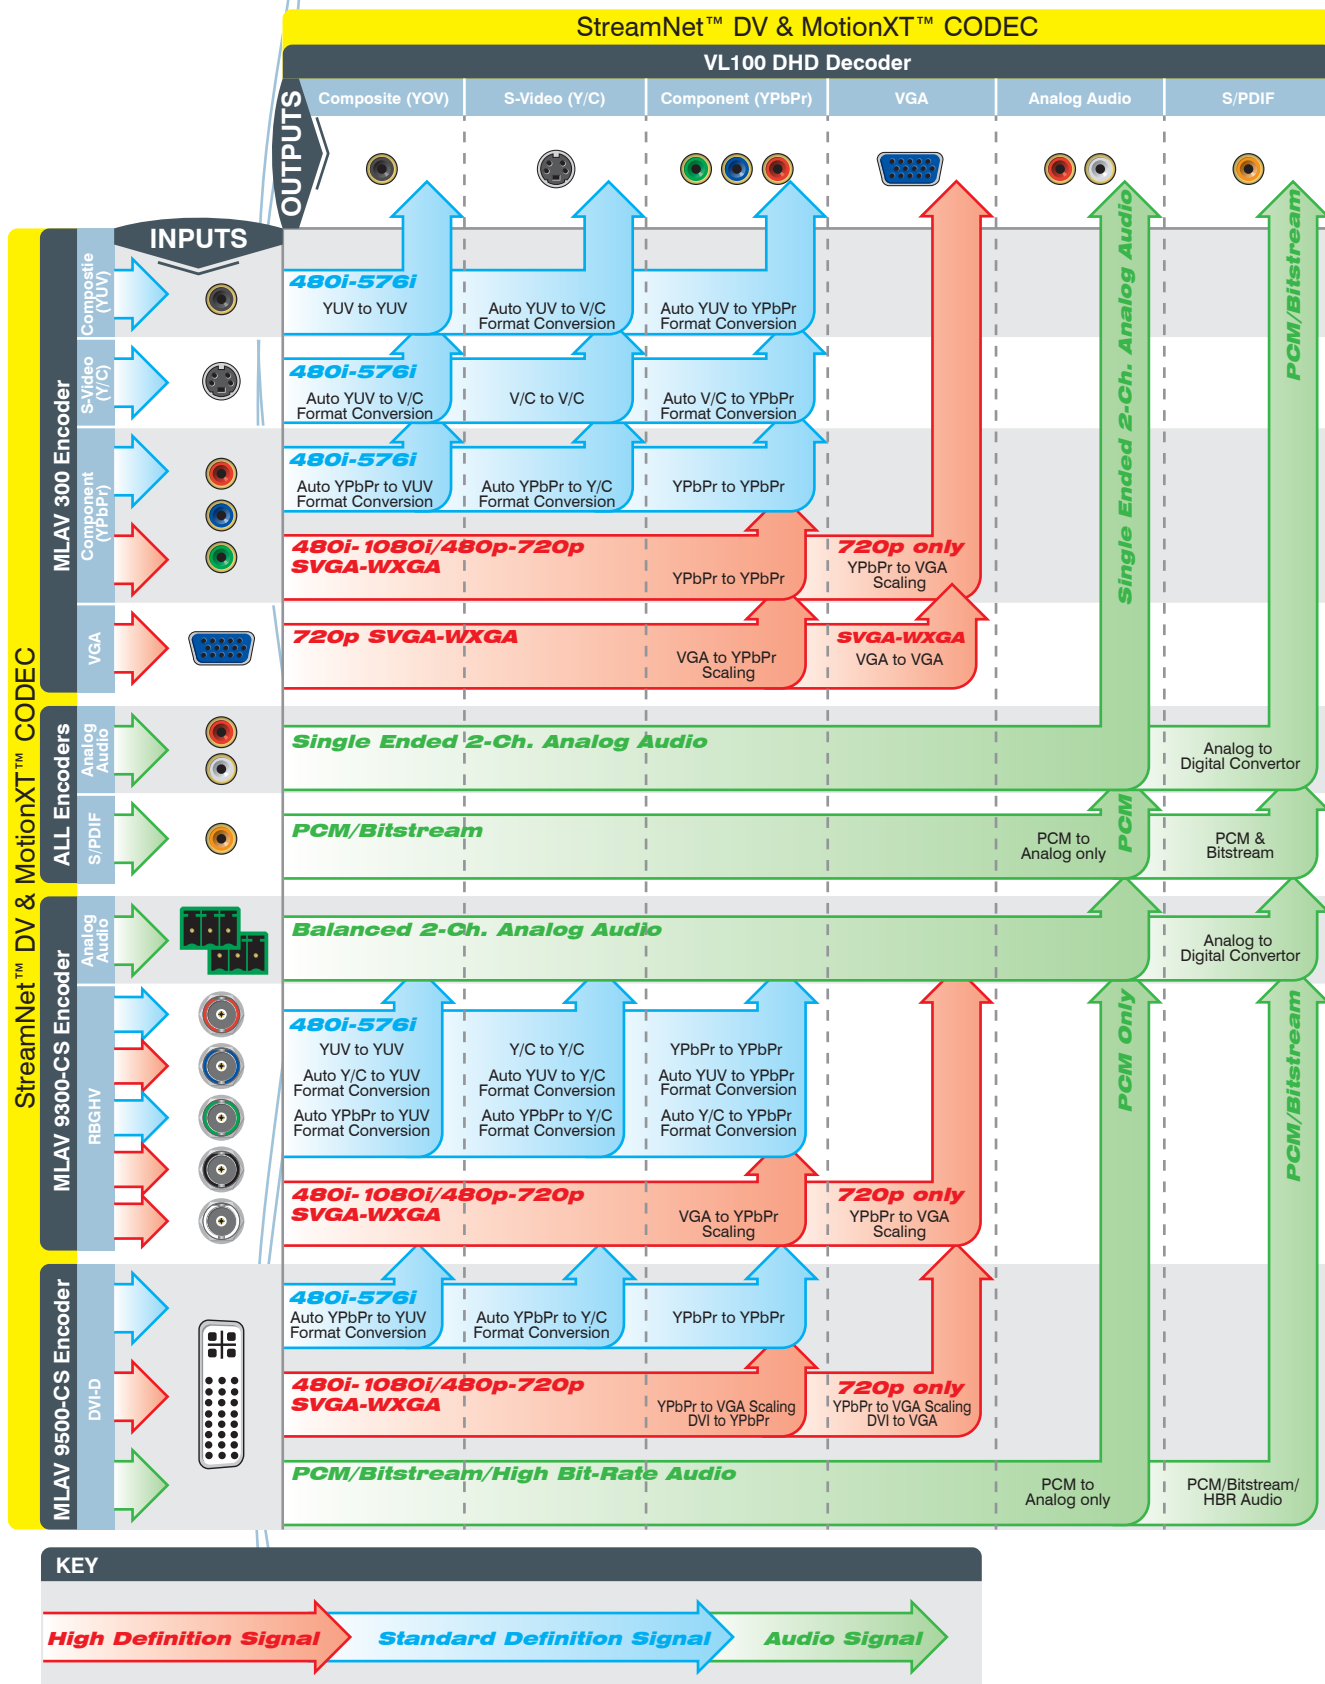 StreamNet™ DV & MotionXT™ CODEC
VL100 DHD Decoder
OUTPUTS
Composite (YOV)
S-Video (Y/C)
Component (YPbPr)
VGA
Analog Audio
S/PDIF
INPUTS
StreamNet™ DV & MotionXT™ CODEC
MLAV 300 Encoder
Compostie
(YUV)
480i-576i
YUV to YUV
Auto YUV to V/C
Format Conversion
Auto YUV to YPbPr
Format Conversion
Single Ended 2-Ch. Analog Audio
PCM/Bitstream
S-Video
(Y/C)
480i-576i
Auto YUV to V/C
Format Conversion
V/C to V/C
Auto V/C to YPbPr
Format Conversion
Component
(YPbPr)
480i-576i
Auto YPbPr to VUV
Format Conversion
Auto YPbPr to Y/C
Format Conversion
YPbPr to YPbPr
480i-1080i/480p-720p
SVGA-WXGA
YPbPr to YPbPr
720p only
YPbPr to VGA
Scaling
VGA
720p SVGA-WXGA
VGA to YPbPr
Scaling
SVGA-WXGA
VGA to VGA
ALL Encoders
Analog
Audio
Single Ended 2-Ch. Analog Audio
Analog to
Digital Convertor
S/PDIF
PCM/Bitstream
PCM to
Analog only
PCM
PCM &
Bitstream
MLAV 9300-CS Encoder
Analog
Audio
Balanced 2-Ch. Analog Audio
Analog to
Digital Convertor
RBGHV
480i-576i
YUV to YUV
Auto Y/C to YUV
Format Conversion
Auto YPbPr to YUV
Format Conversion
Y/C to Y/C
Auto YUV to Y/C
Format Conversion
Auto YPbPr to Y/C
Format Conversion
YPbPr to YPbPr
Auto YUV to YPbPr
Format Conversion
Auto Y/C to YPbPr
Format Conversion
PCM Only
PCM/Bitstream
480i-1080i/480p-720p
SVGA-WXGA
VGA to YPbPr
Scaling
720p only
YPbPr to VGA
Scaling
MLAV 9500-CS Encoder
DVI-D
480i-576i
Auto YPbPr to YUV
Format Conversion
Auto YPbPr to Y/C
Format Conversion
YPbPr to YPbPr
480i-1080i/480p-720p
SVGA-WXGA
YPbPr to VGA Scaling
DVI to YPbPr
720p only
YPbPr to VGA Scaling
DVI to VGA
PCM/Bitstream/High Bit-Rate Audio
PCM to
Analog only
PCM/Bitstream/
HBR Audio
KEY
High Definition Signal
Standard Definition Signal
Audio Signal